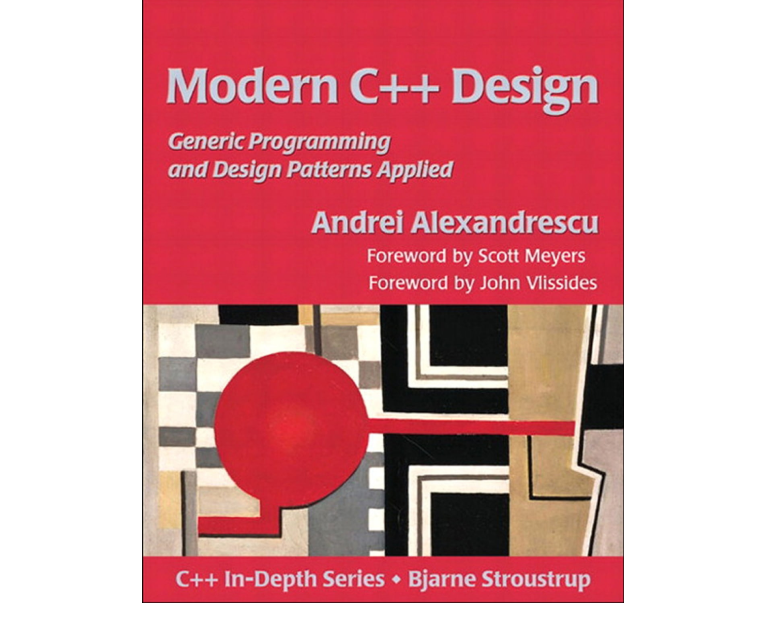 Modern C++ Design
Generic Programming
and Design Patterns Applied
Andrei Alexandrescu
Foreword by Scott Meyers
Foreword by John Vlissides
C++ In-Depth Series • Bjarne Stroustrup